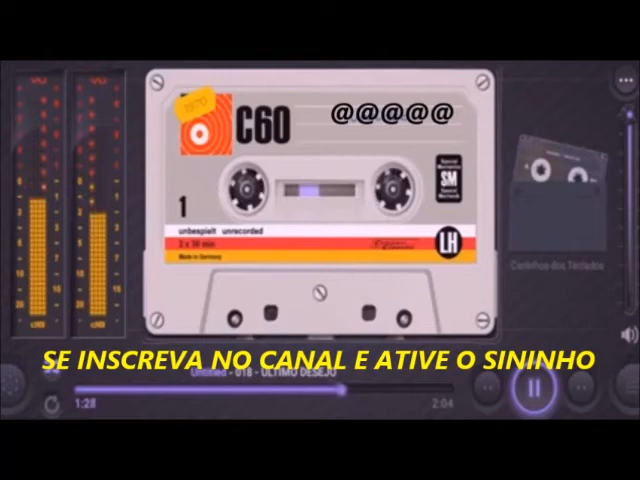 1970
C60
@@@@@
SM
1
unbespielt unrecorded
2 x 30 min
Made in Germany
LH
Carinhos dos Teclados
SE INSCREVA NO CANAL E ATIVE O SININHO
Untitled - 018 - ULTIMO DESEJO
1:28
2:04